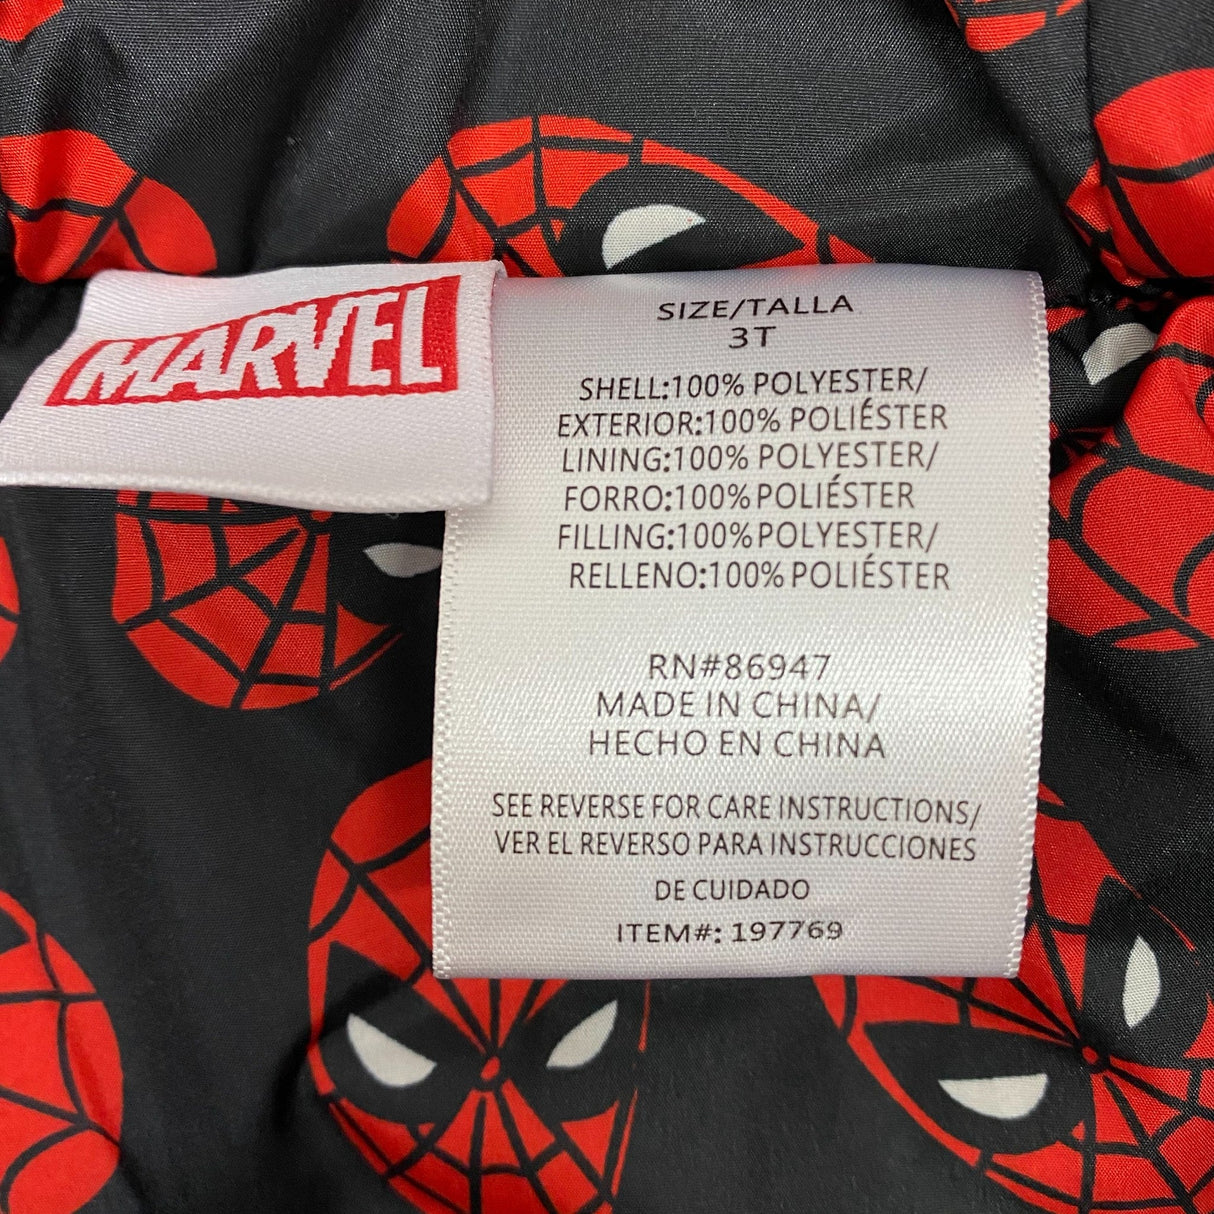 MARVEL
SIZE/TALLA
3T
SHELL:100% POLYESTER/
EXTERIOR:100% POLIÉSTER
LINING:100% POLYESTER/
FORRO:100% POLIÉSTER
FILLING:100% POLYESTER/
RELLENO:100% POLIÉSTER
RN#86947
MADE IN CHINA/
HECHO EN CHINA
SEE REVERSE FOR CARE INSTRUCTIONS/
VER EL REVERSO PARA INSTRUCCIONES
DE CUIDADO
ITEM#: 197769